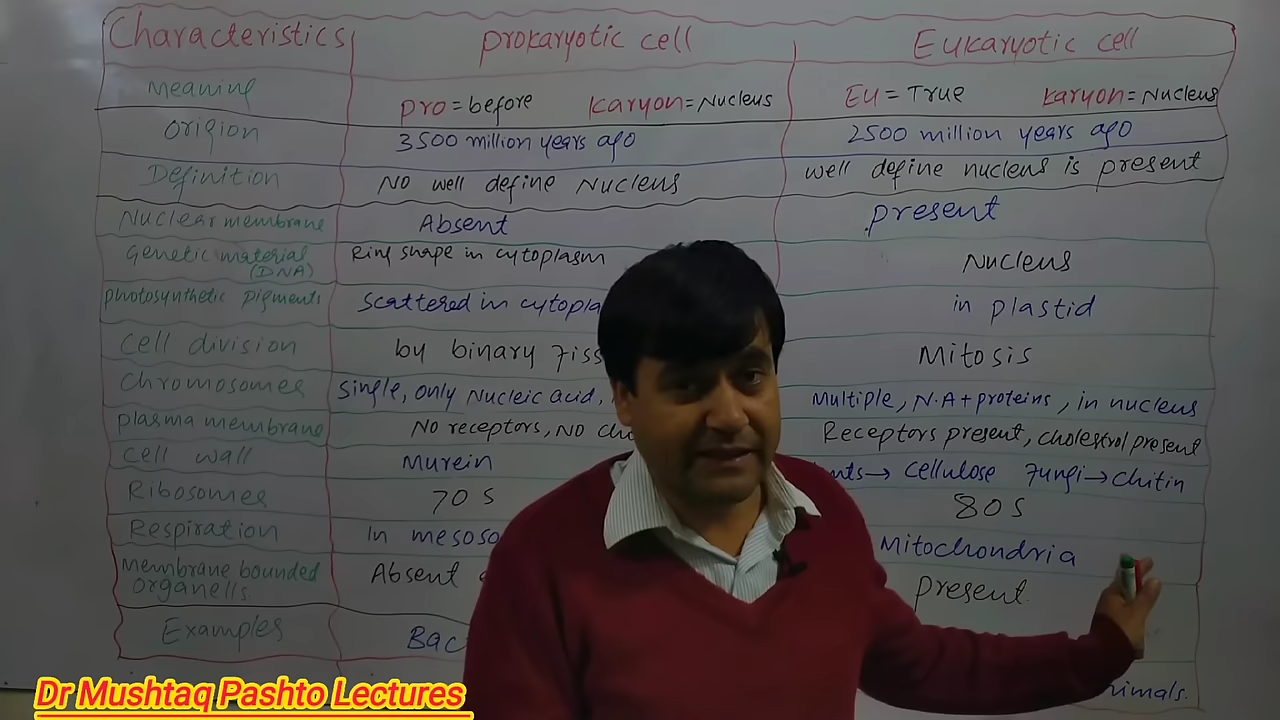 Characteristics prokaryotic cell Eukaryotic cell
Meaning pro = before Karyon = Nucleus EU = True Karyon = Nucleus
Origion 3500 million years ago 2500 million years ago
Definition No well define Nucleus well define nucleus is present
Nuclear membrane Absent present
Genetic material (DNA) Ring shape in cytoplasm Nucleus
photosynthetic pigments Scattered in in plastid
Cell division by binary Mitosis
Chromosomes Single, only Nucleic acid, Multiple, N.A + proteins, in nucleus
plasma membrane No receptors, No Receptors present, cholestrol present
Cell wall Murein → Cellulose Fungi → chitin
Ribosomes 70 S 80 S
Respiration In Mitochondria
Membrane bounded organells Absent present
Examples
Dr Mushtaq Pashto Lectures